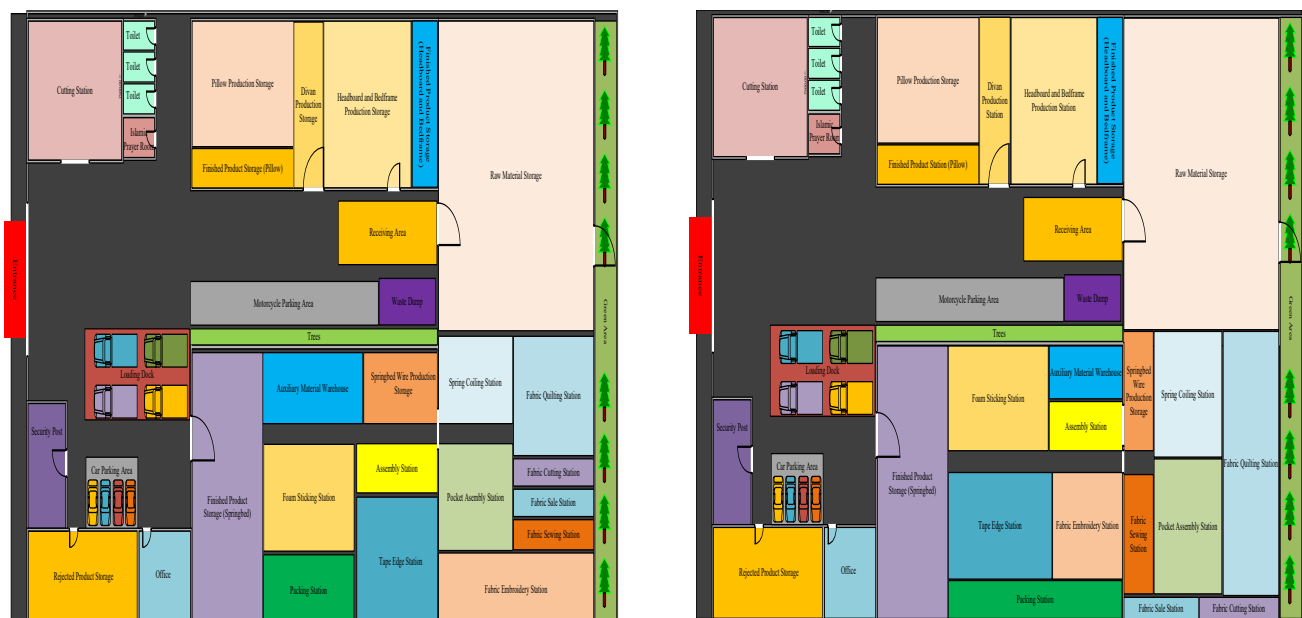 Cutting Station
Toilet
Toilet
Toilet
Islamic
Prayer Room
Pillow Production Storage
Finished Product Storage (Pillow)
Divan
Production
Storage
Headboard and Bedframe
Production Storage
Finished Product Storage
(Headboard and Bedframe)
Raw Material Storage
Receiving Area
Entrance
Motorcycle Parking Area
Waste Dump
Trees
Green Area
Loading Dock
Security Post
Car Parking Area
Rejected Product Storage
Office
Finished Product
Storage (Springbed)
Auxiliary Material Warehouse
Springbed Wire Production
Storage
Spring Coiling Station
Fabric Quilting Station
Foam Sticking Station
Assembly Station
Pocket Asembly Station
Fabric Cutting Station
Fabric Sale Station
Fabric Sewing Station
Packing Station
Tape Edge Station
Fabric Embroidery Station
Cutting Station
Toilet
Toilet
Toilet
Islamic
Prayer Room
Pillow Production Storage
Finished Product Station (Pillow)
Divan
Production
Station
Headboard and Bedframe
Production Station
Finished Product Storage
(Headboard and Bedframe)
Raw Material Storage
Receiving Area
Entrance
Motorcycle Parking Area
Waste Dump
Trees
Green Area
Loading Dock
Security Post
Car Parking Area
Rejected Product Storage
Office
Finished Product
Storage (Springbed)
Foam Sticking Station
Auxiliary Material Warehouse
Assembly Station
Springbed
Wire
Production
Storage
Spring Coiling Station
Fabric Quilting Station
Tape Edge Station
Fabric Embroidery Station
Fabric
Sewing
Station
Pocket Assembly Station
Packing Station
Fabric Sale Station
Fabric Cutting Station